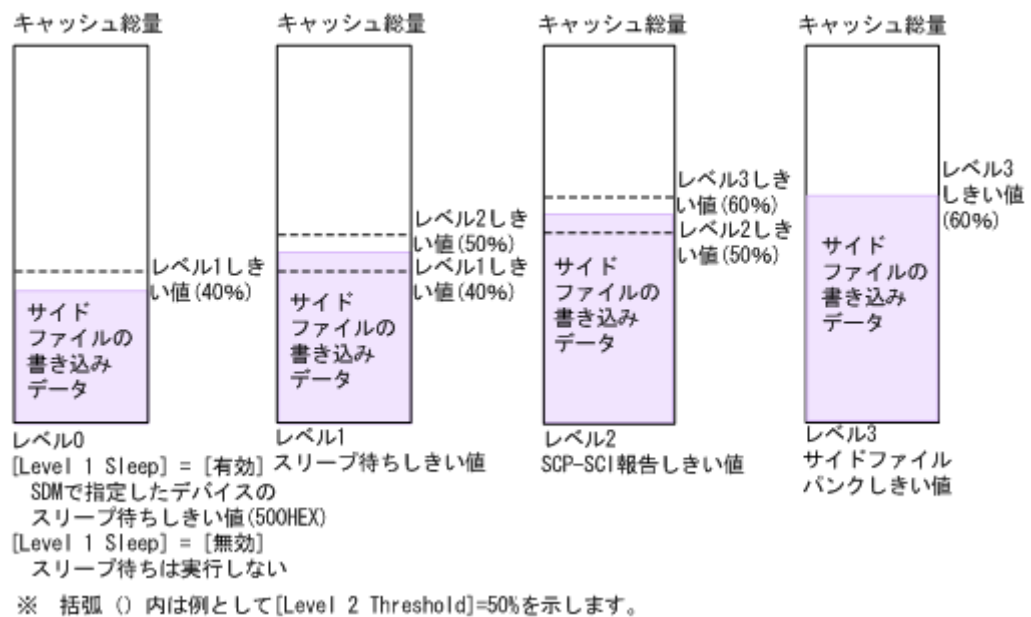 キャッシュ総量
キャッシュ総量
キャッシュ総量
キャッシュ総量
レベル1しき
い値(40%)
サイド
ファイルの
書き込み
データ
レベル2しき
い値(50%)
レベル1しき
い値(40%)
サイド
ファイルの
書き込み
データ
レベル3しき
い値(60%)
レベル2しき
い値(50%)
サイド
ファイルの
書き込み
データ
レベル3
しきい値
(60%)
サイド
ファイルの
書き込み
データ
レベル0
[Level 1 Sleep] = [有効]
SDMで指定したデバイスの
スリープ待ちしきい値(500HEX)
[Level 1 Sleep] = [無効]
スリープ待ちは実行しない
レベル1
スリープ待ちしきい値
レベル2
SCP-SCI報告しきい値
レベル3
サイドファイル
パンクしきい値
※ 括弧 () 内は例として[Level 2 Threshold]=50%を示します。